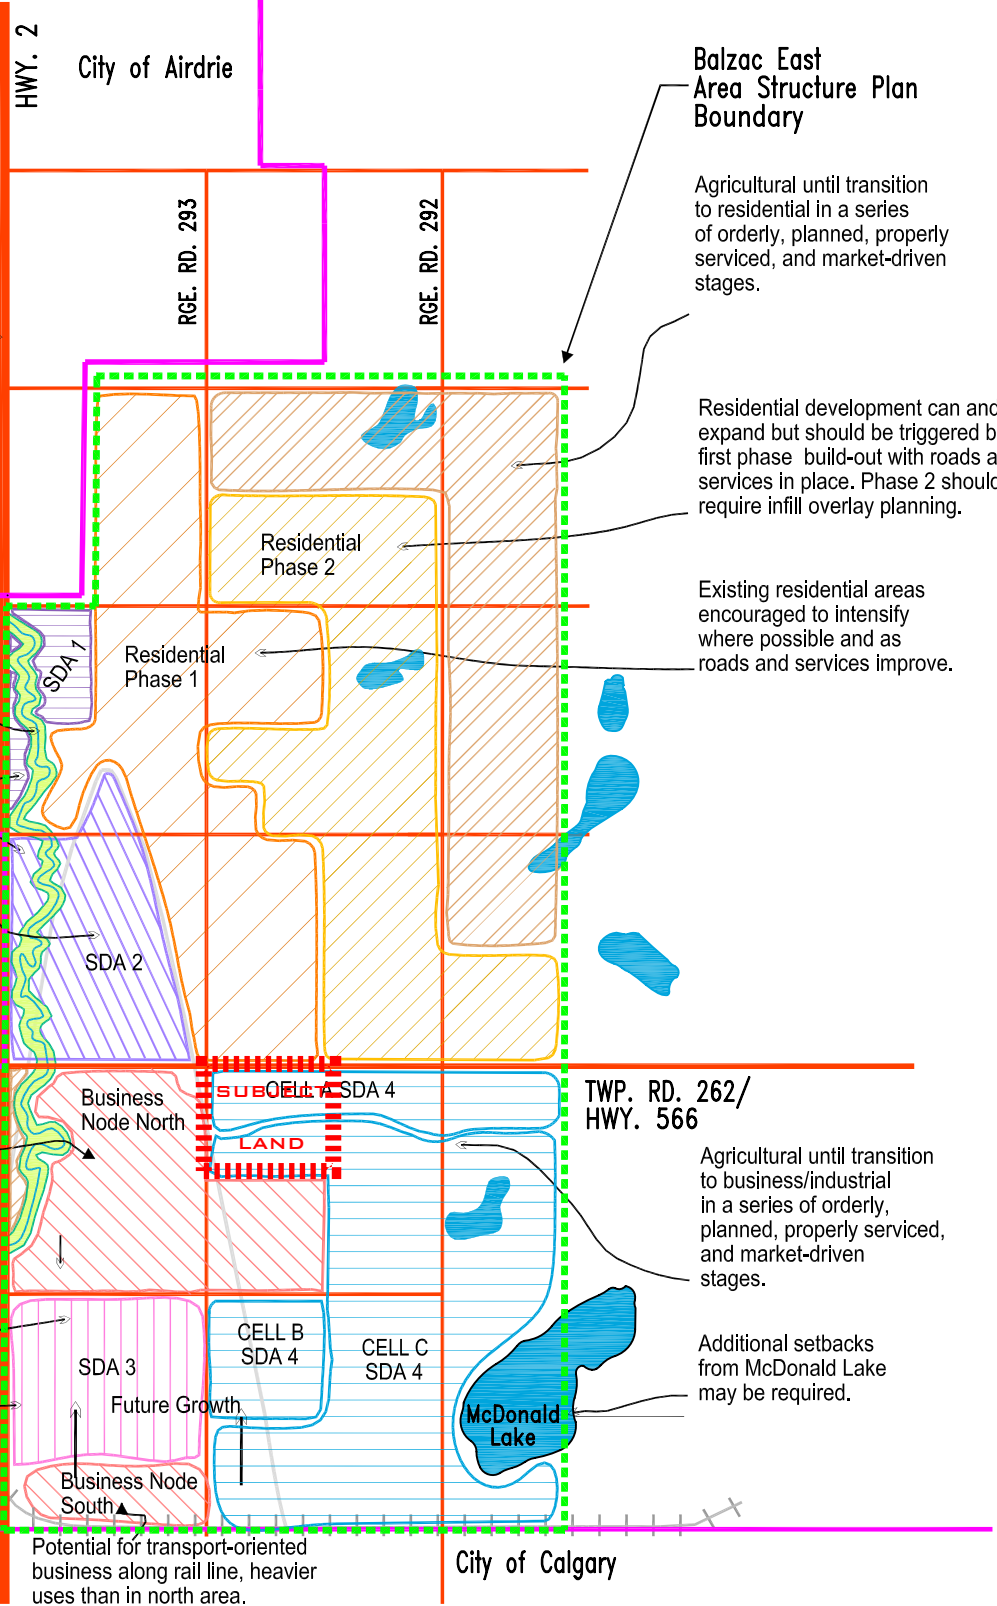 HWY. 2
City of Airdrie
Balzac East
Area Structure Plan
Boundary
Agricultural until transition
to residential in a series
of orderly, planned, properly
serviced, and market-driven
stages.
RGE. RD. 293
RGE. RD. 292
Residential development can and
expand but should be triggered b
first phase build-out with roads a
services in place. Phase 2 should
require infill overlay planning.
Residential
Phase 2
Existing residential areas
encouraged to intensify
where possible and as
roads and services improve.
SDA 1
Residential
Phase 1
SDA 2
CELL A SDA 4
SUBJECT
LAND
TWP. RD. 262/
HWY. 566
Business
Node North
Agricultural until transition
to business/industrial
in a series of orderly,
planned, properly serviced,
and market-driven
stages.
CELL B
SDA 4
CELL C
SDA 4
SDA 3
Future Growth
Additional setbacks
from McDonald Lake
may be required.
McDonald
Lake
Business Node
South
Potential for transport-oriented
business along rail line, heavier
uses than in north area.
City of Calgary